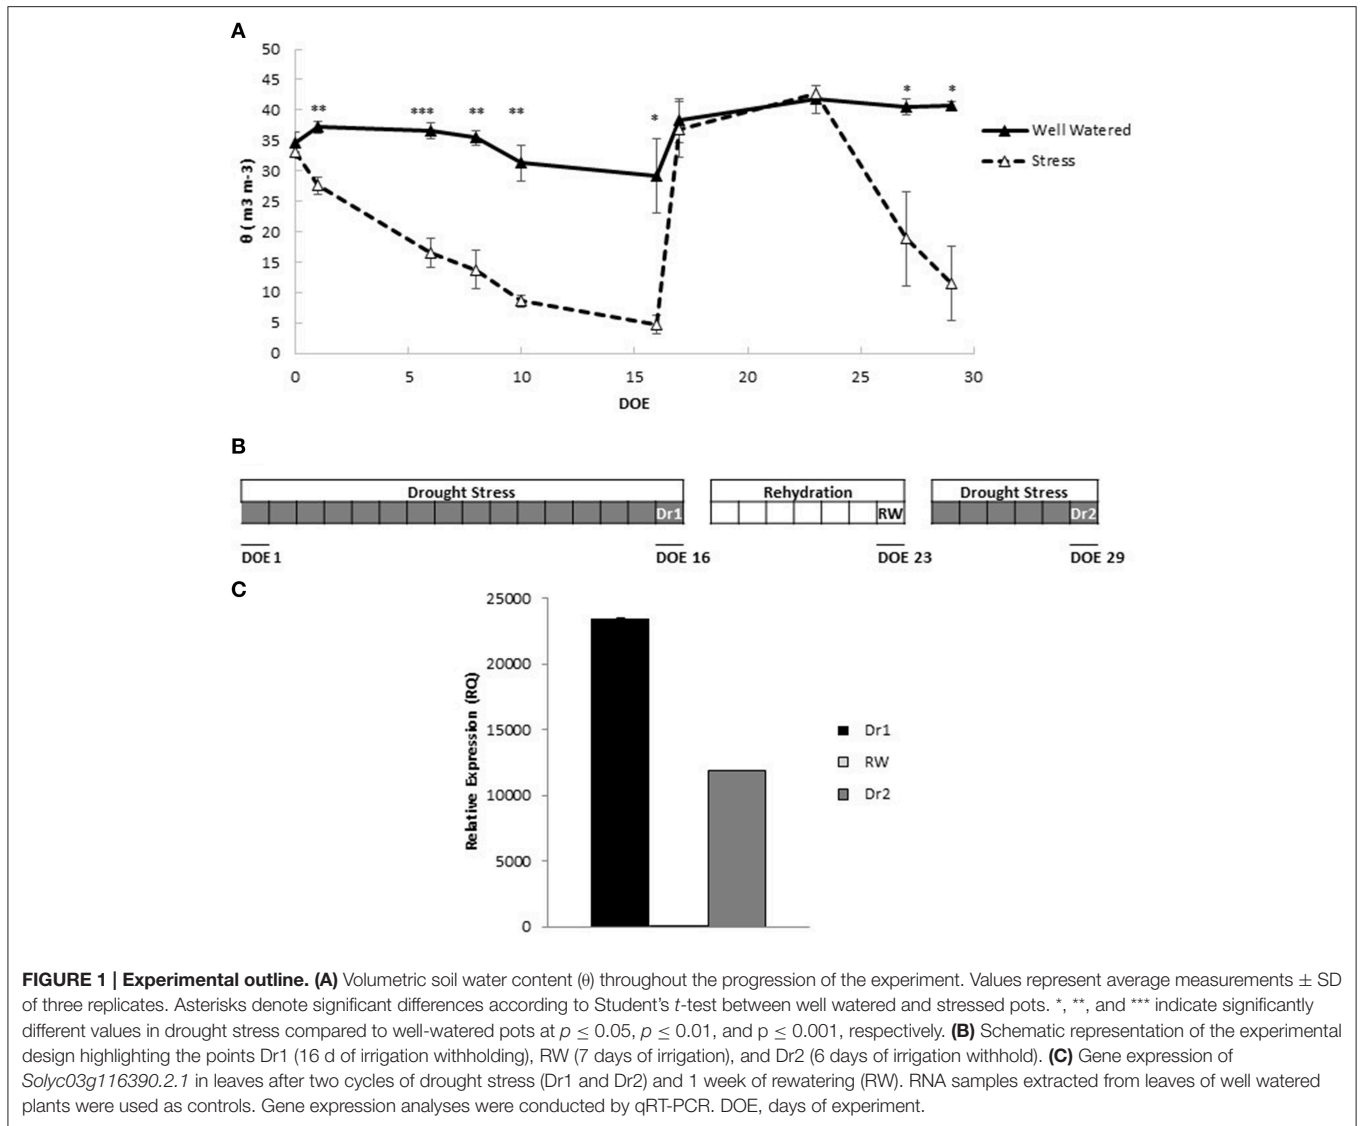 A
50
45
40
35
30
25
20
15
10
5
0
θ ( m3 m-3)
** *** ** ** * * *
Well Watered
Stress
0 5 10 15 20 25 30
DOE
B
Drought Stress Rehydration Drought Stress
Dr1 RW Dr2
DOE 1 DOE 16 DOE 23 DOE 29
C
25000
20000
15000
10000
5000
0
Relative Expression (RQ)
Dr1
RW
Dr2
FIGURE 1 | Experimental outline. (A) Volumetric soil water content (θ) throughout the progression of the experiment. Values represent average measurements ± SD
of three replicates. Asterisks denote significant differences according to Student's t-test between well watered and stressed pots. *, **, and *** indicate significantly
different values in drought stress compared to well-watered pots at p ≤ 0.05, p ≤ 0.01, and p ≤ 0.001, respectively. (B) Schematic representation of the experimental
design highlighting the points Dr1 (16 d of irrigation withholding), RW (7 days of irrigation), and Dr2 (6 days of irrigation withhold). (C) Gene expression of
Solyc03g116390.2.1 in leaves after two cycles of drought stress (Dr1 and Dr2) and 1 week of rewatering (RW). RNA samples extracted from leaves of well watered
plants were used as controls. Gene expression analyses were conducted by qRT-PCR. DOE, days of experiment.